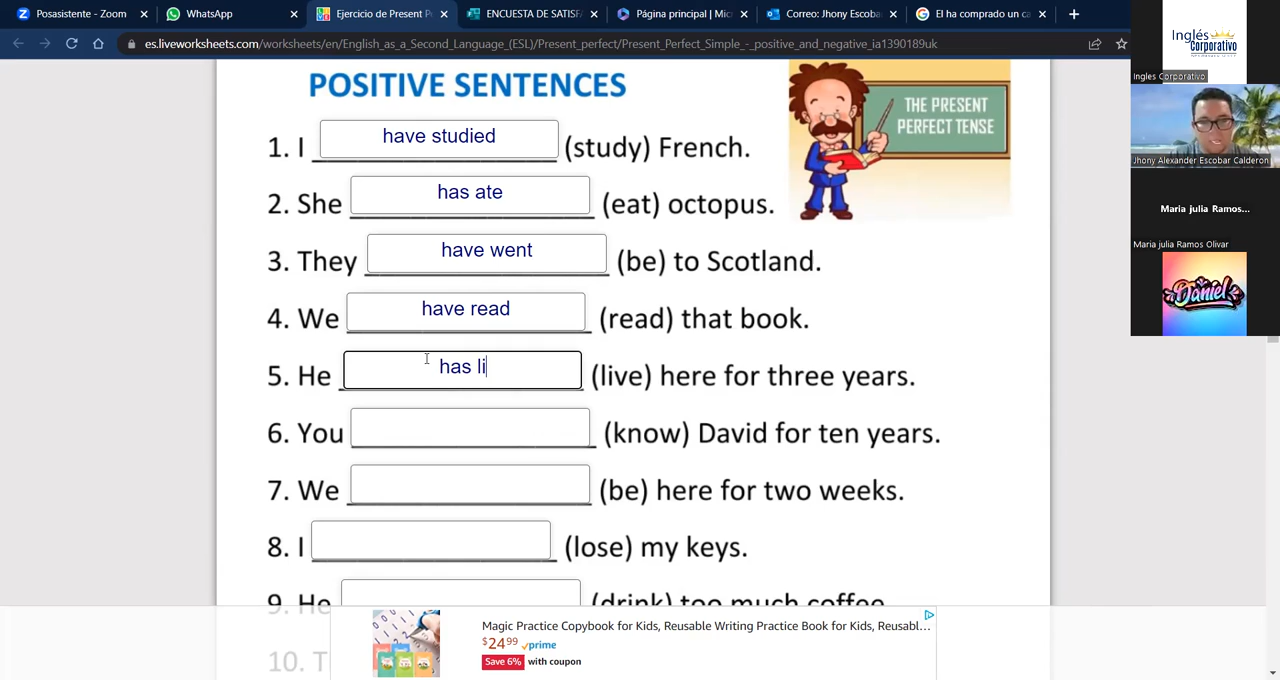 Posasistente - Zoom
WhatsApp
Ejercicio de Present P
ENCUESTA DE SATISF
Página principal | Mic
Correo: Jhony Escoba
El ha comprado un ca
es.liveworksheets.com/worksheets/en/English_as_a_Second_Language_(ESL)/Present_perfect/Present_Perfect_Simple_-_positive_and_negative_ia1390189uk
POSITIVE SENTENCES
THE PRESENT
PERFECT TENSE
1. I have studied (study) French.
2. She has ate (eat) octopus.
3. They have went (be) to Scotland.
4. We have read (read) that book.
5. He has li (live) here for three years.
6. You (know) David for ten years.
7. We (be) here for two weeks.
8. I (lose) my keys.
9. He (drink) too much coffee.
10. T
Magic Practice Copybook for Kids, Reusable Writing Practice Book for Kids, Reusabl...
$24.99 prime
Save 6% with coupon
Inglés
Corporativo
Ingles Corporativo
Jhony Alexander Escobar Calderon
Maria julia Ramos...
Maria julia Ramos Olivar
Daniel